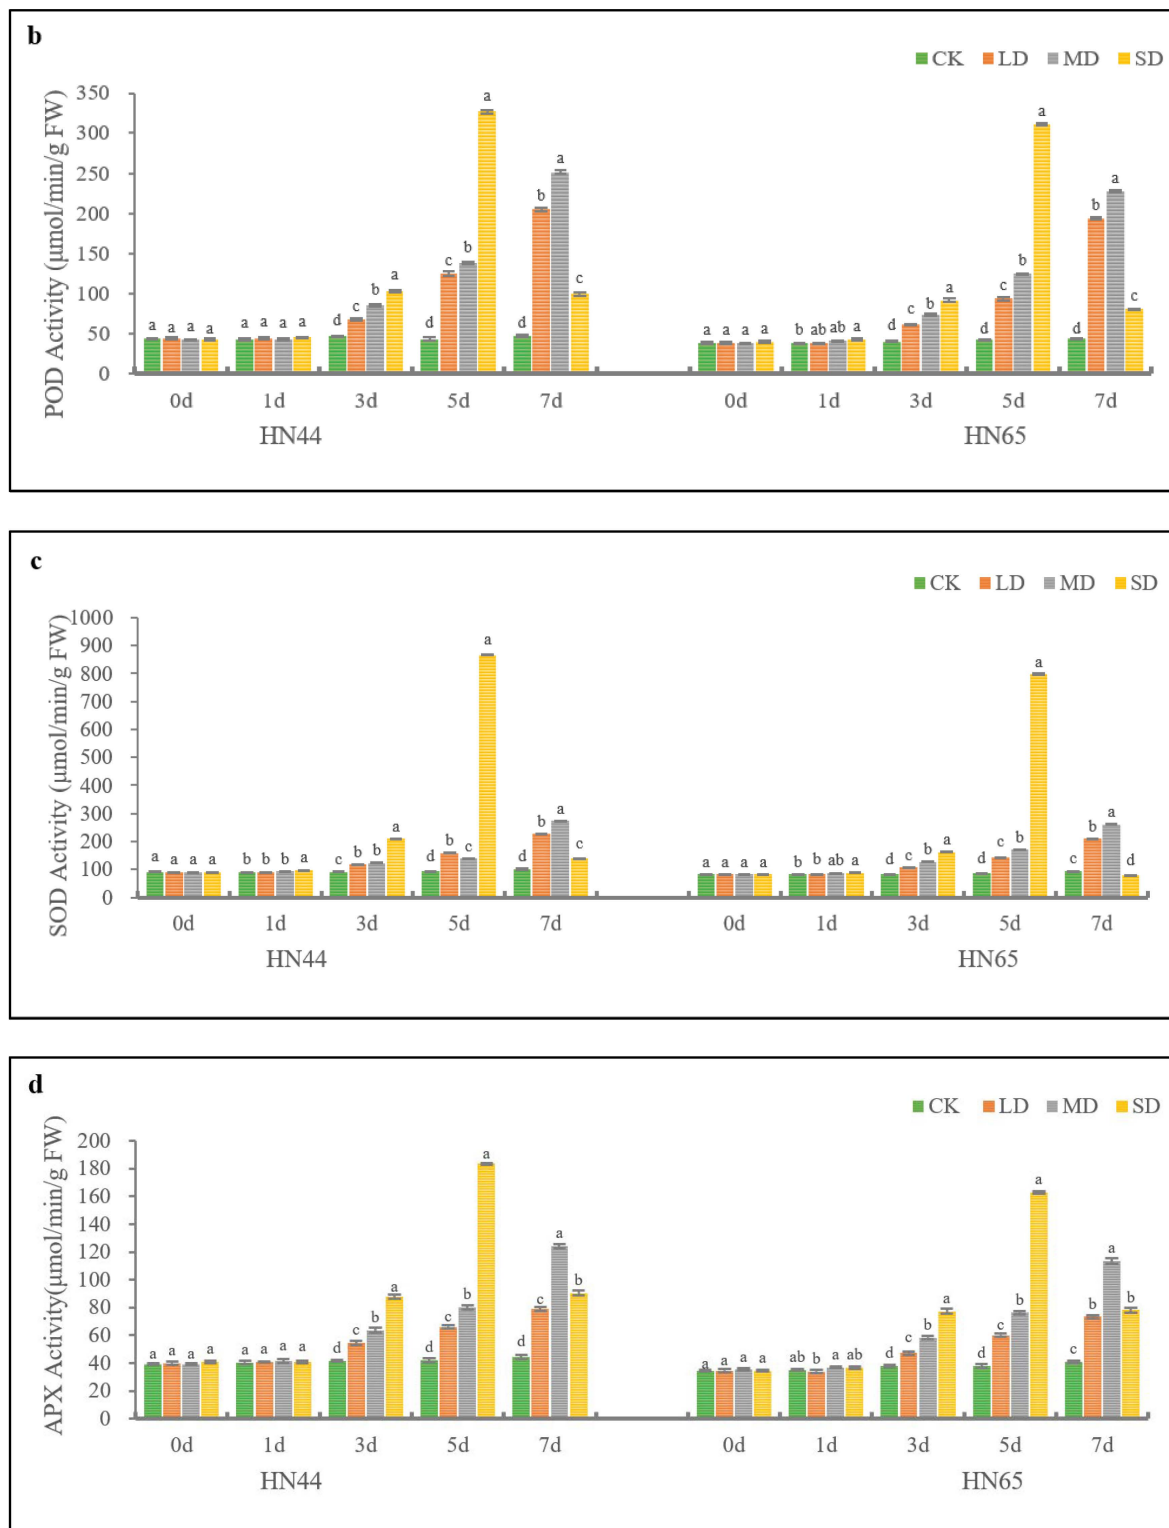 b
CK LD MD SD
POD Activity (μmol/min/g FW)
350
300
250
200
150
100
50
0
a a a a a a a a d c b a d c b a d b a c
a a a a b ab ab a d c b a d c b a d b a c
0d 1d 3d 5d 7d 0d 1d 3d 5d 7d
HN44 HN65
c
CK LD MD SD
SOD Activity (μmol/min/g FW)
1000
900
800
700
600
500
400
300
200
100
0
a a a a b b b a c b b a d b c a d b a c
a a a a b b ab a d c b a d c b a c b a d
0d 1d 3d 5d 7d 0d 1d 3d 5d 7d
HN44 HN65
d
CK LD MD SD
APX Activity(μmol/min/g FW)
200
180
160
140
120
100
80
60
40
20
0
a a a a a a a a d c b a d c b a d c a b
a a a a ab b a a d c b a d c b a c b a b
0d 1d 3d 5d 7d 0d 1d 3d 5d 7d
HN44 HN65